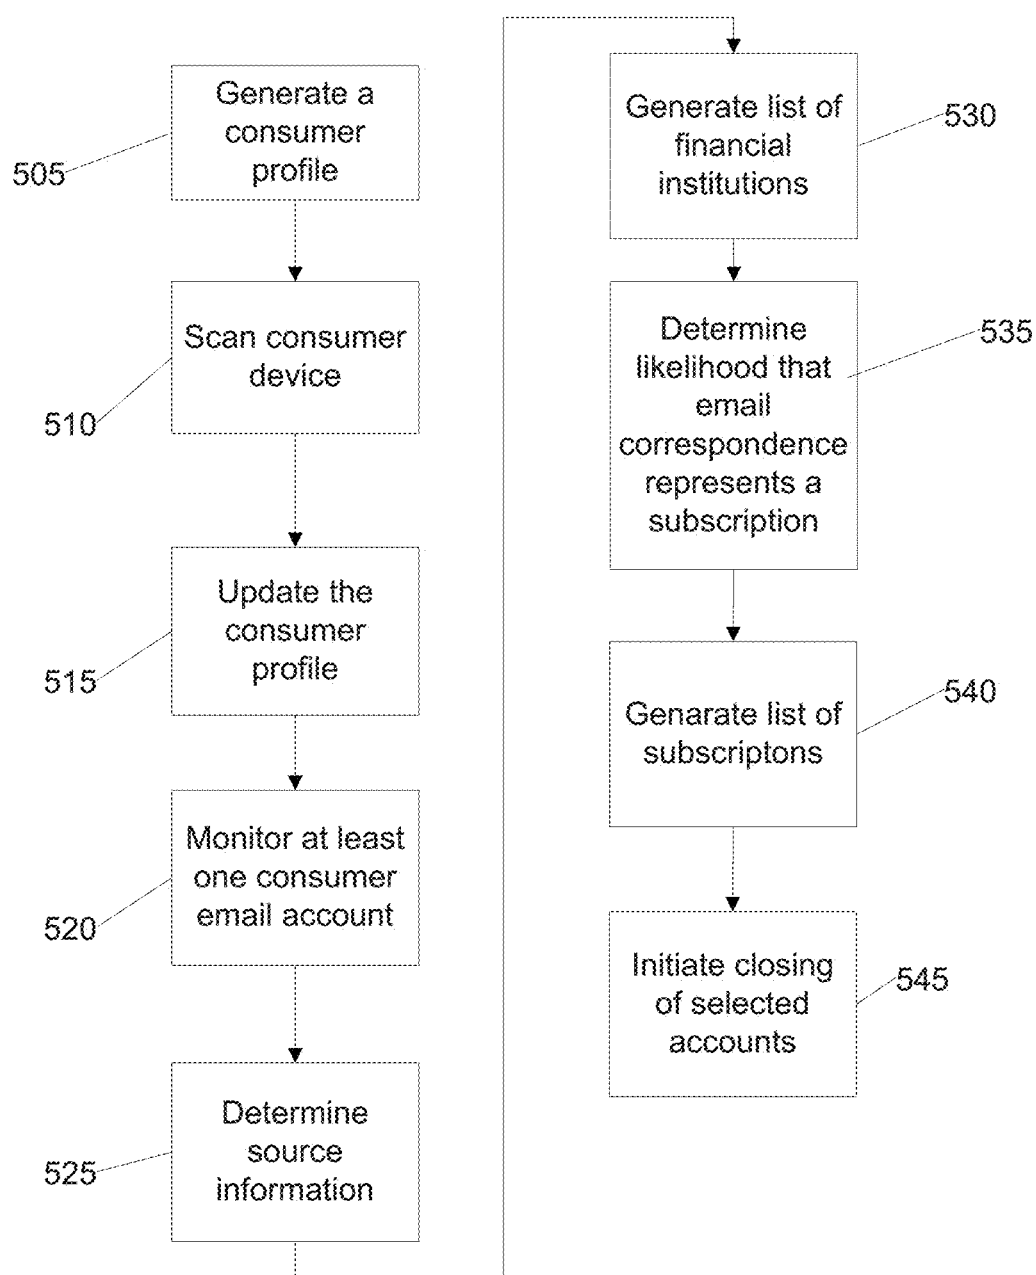 Generate a
consumer
profile
505
Scan consumer
device
510
Update the
consumer
profile
515
Monitor at least
one consumer
email account
520
Determine
source
information
525
Generate list of
financial
institutions
530
Determine
likelihood that
email
correspondence
represents a
subscription
535
Genarate list of
subscriptons
540
Initiate closing
of selected
accounts
545